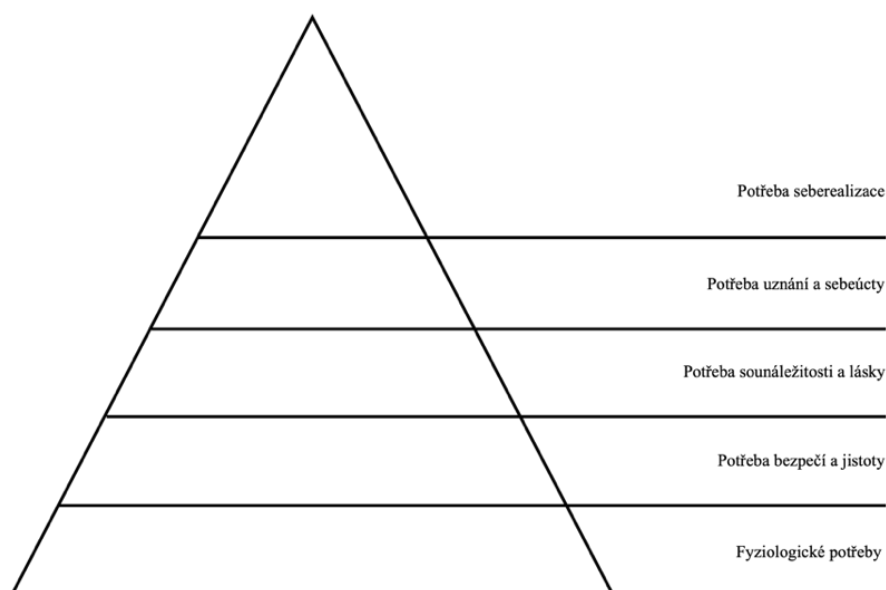 Potřeba seberealizace
Potřeba uznání a sebeúcty
Potřeba sounáležitosti a lásky
Potřeba bezpečí a jistoty
Fyziologické potřeby